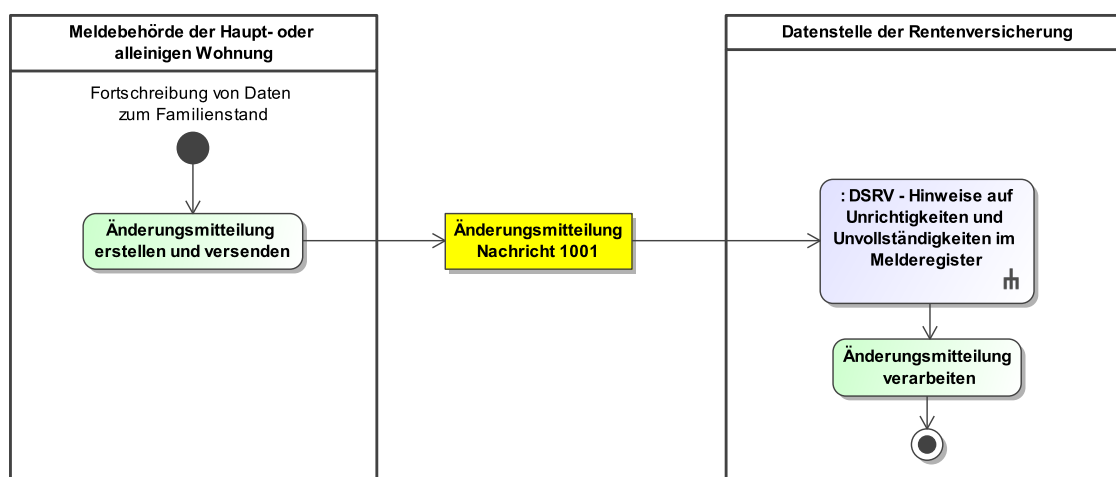 Meldebehörde der Haupt- oder
alleinigen Wohnung
Fortschreibung von Daten
zum Familienstand
Änderungsmitteilung
erstellen und versenden
Änderungsmitteilung
Nachricht 1001
Datenstelle der Rentenversicherung
: DSRV - Hinweise auf
Unrichtigkeiten und
Unvollständigkeiten im
Melderegister
Änderungsmitteilung
verarbeiten